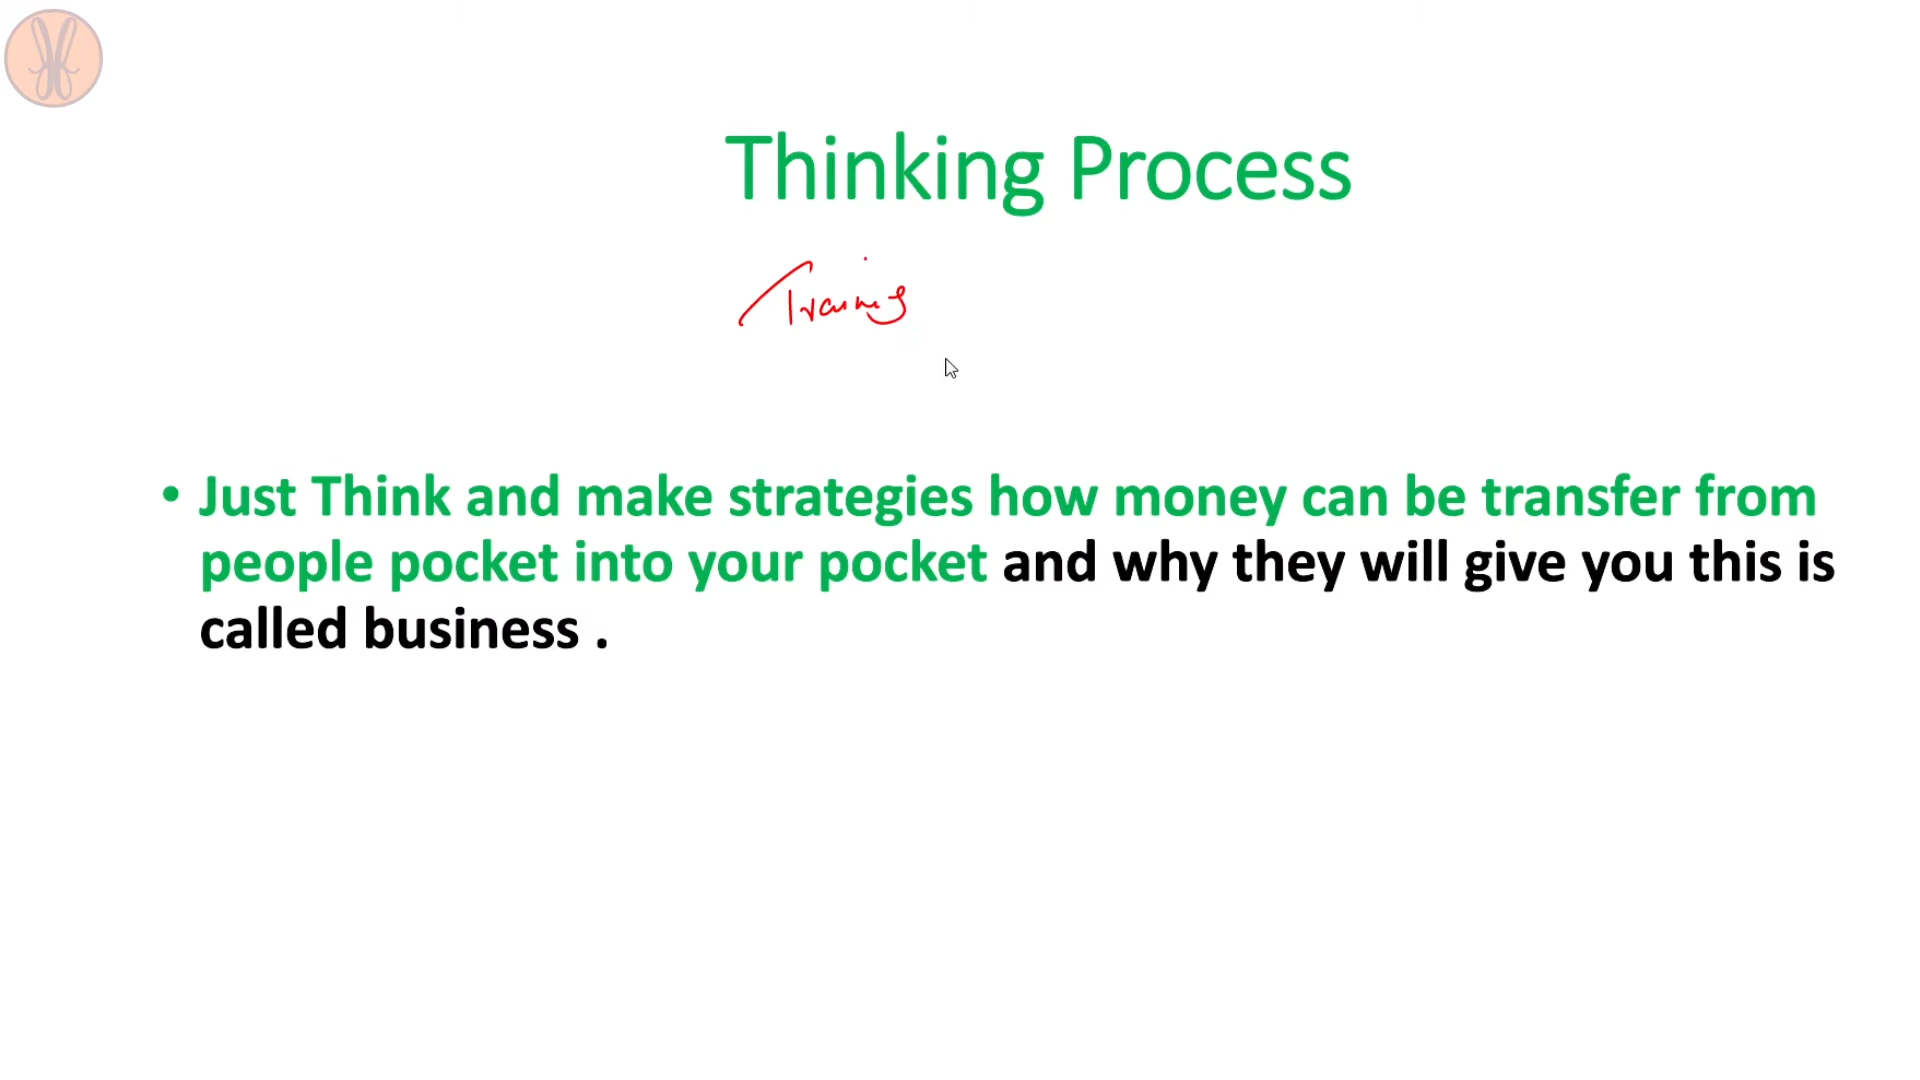 Thinking Process
Training
• Just Think and make strategies how money can be transfer from
people pocket into your pocket and why they will give you this is
called business .